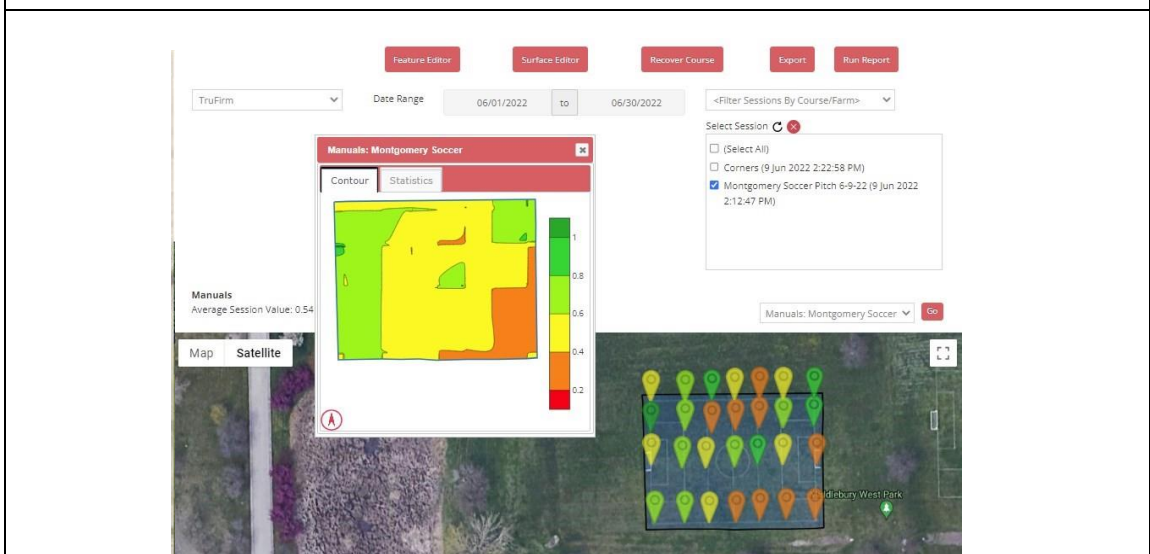 Feature Editor
Surface Editor
Recover Course
Export
Run Report
TruFirm
Date Range
06/01/2022
to
06/30/2022
<Filter Sessions By Course/Farm>
Select Session
(Select All)
Corners (9 Jun 2022 2:22:58 PM)
Montgomery Soccer Pitch 6-9-22 (9 Jun 2022
2:12:47 PM)
Manuals: Montgomery Soccer
Contour
Statistics
1
0.8
0.6
0.4
0.2
Manuals
Average Session Value: 0.54
Manuals: Montgomery Soccer
Go
Map
Satellite
dlebury West Park